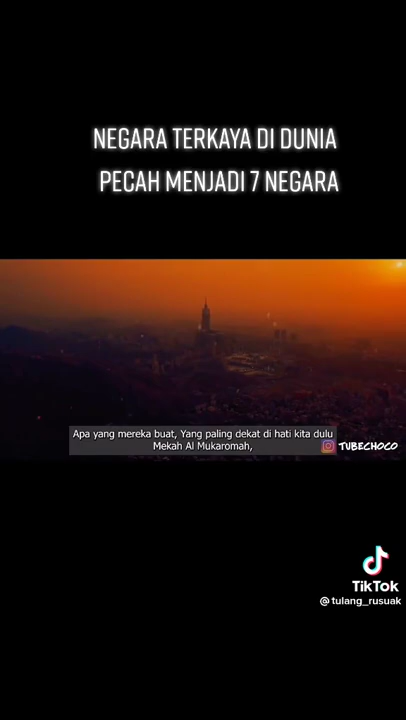 NEGARA TERKAYA DI DUNIA
PECAH MENJADI 7 NEGARA
Apa yang mereka buat, Yang paling dekat di hati kita dulu
Mekah Al Mukaromah,
TUBECHOCO
TikTok
@tulang_rusuak